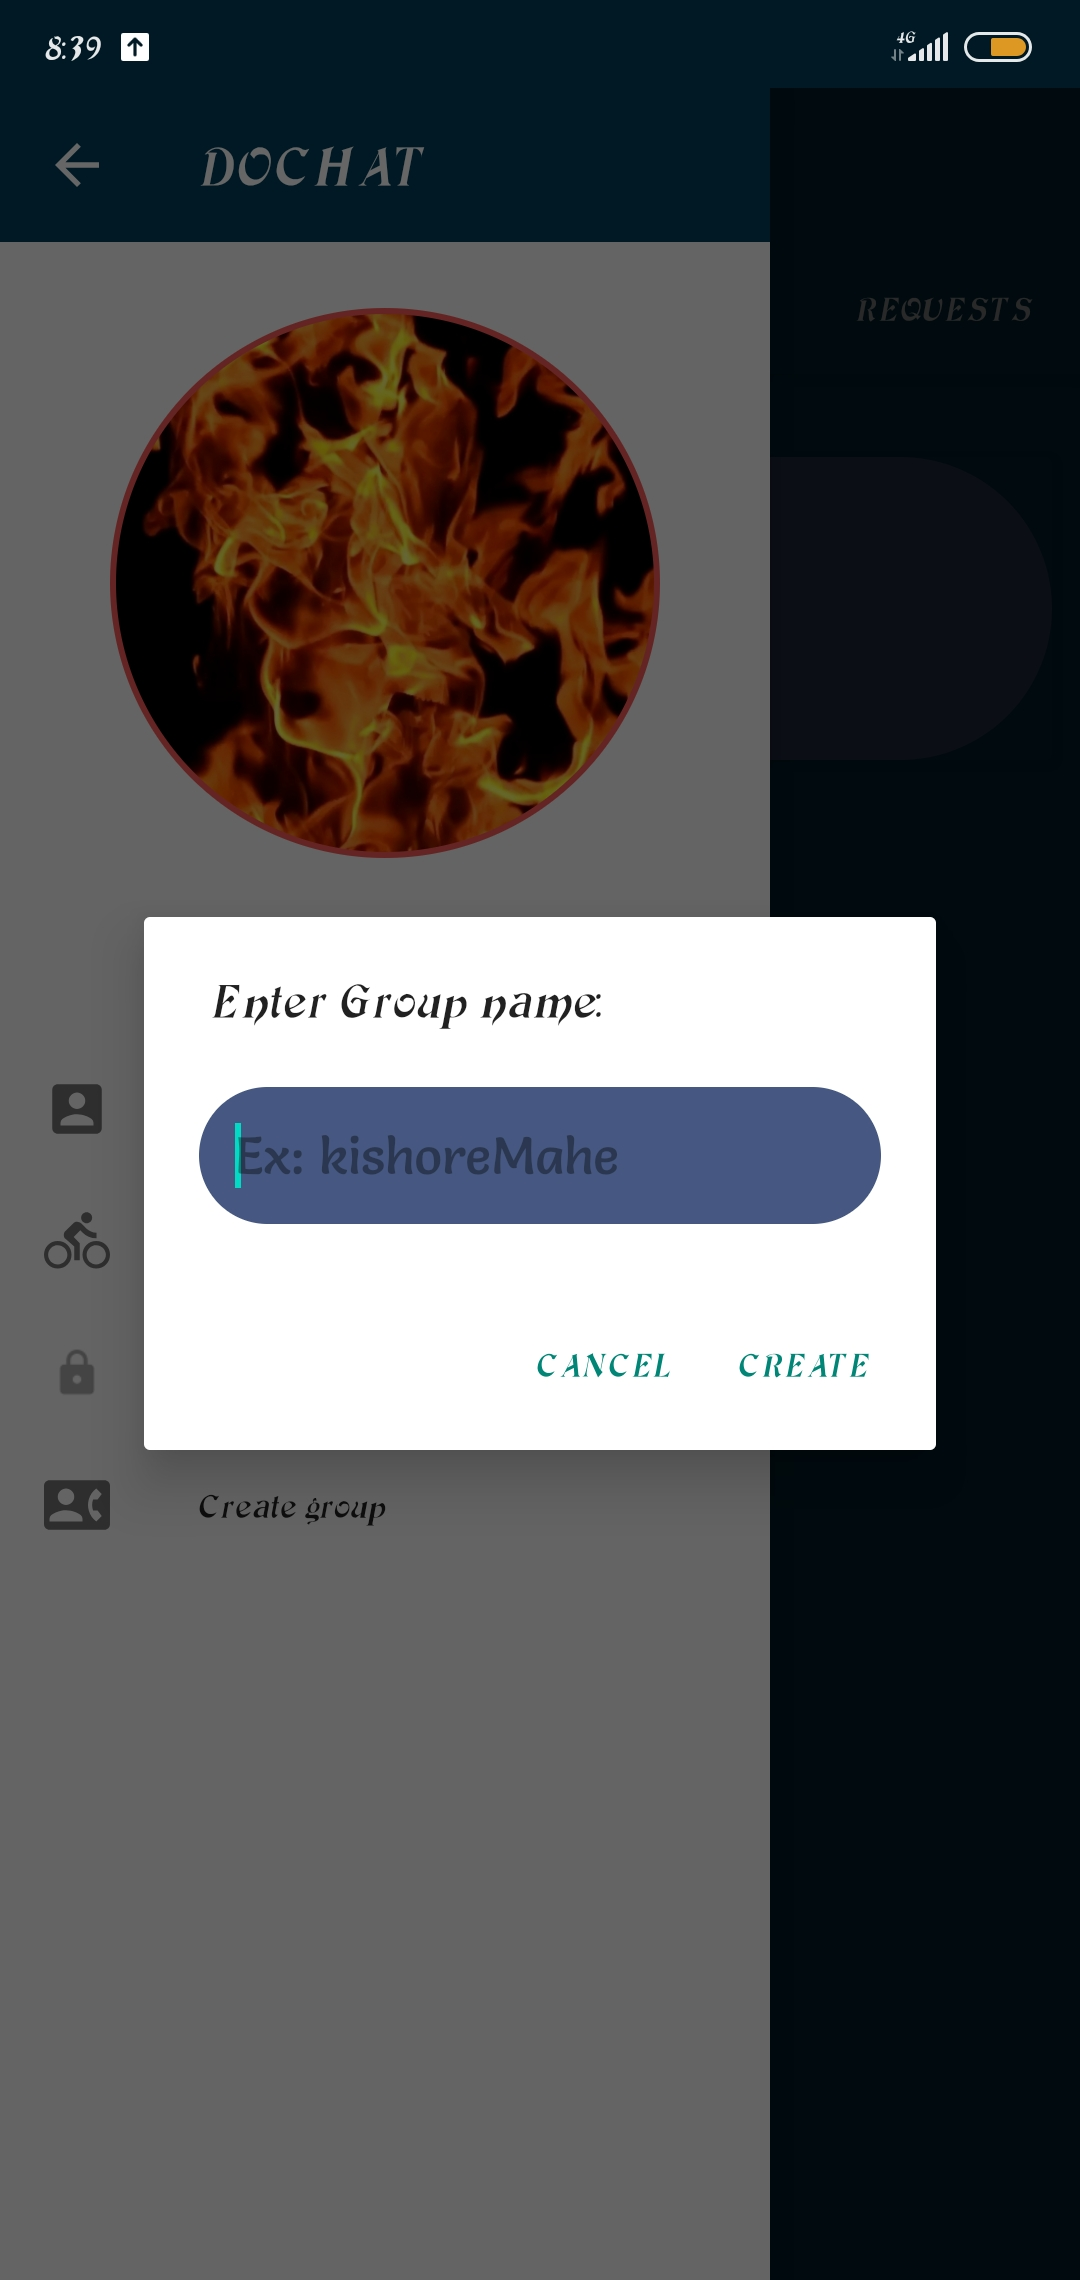 8:39
4G
DOCHAT
REQUESTS
Enter Group name:
Ex: kishoreMahe
CANCEL CREATE
Create group